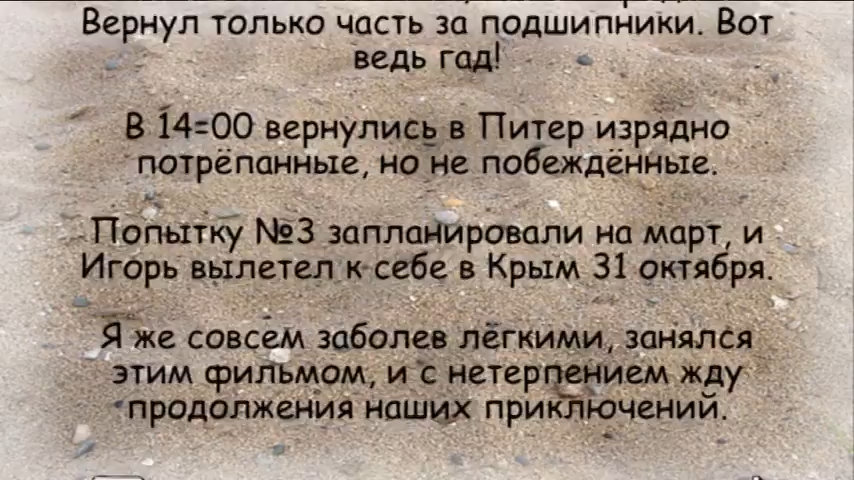 Вернул только часть за подшипники. Вот
ведь гад!
В 14=00 вернулись в Питер изрядно
потрёпанные, но не побеждённые.
Попытку №3 запланировали на март, и
Игорь вылетел к себе в Крым 31 октября.
Я же совсем заболев лёгкими, занялся
этим фильмом, и с нетерпением жду
продолжения наших приключений.